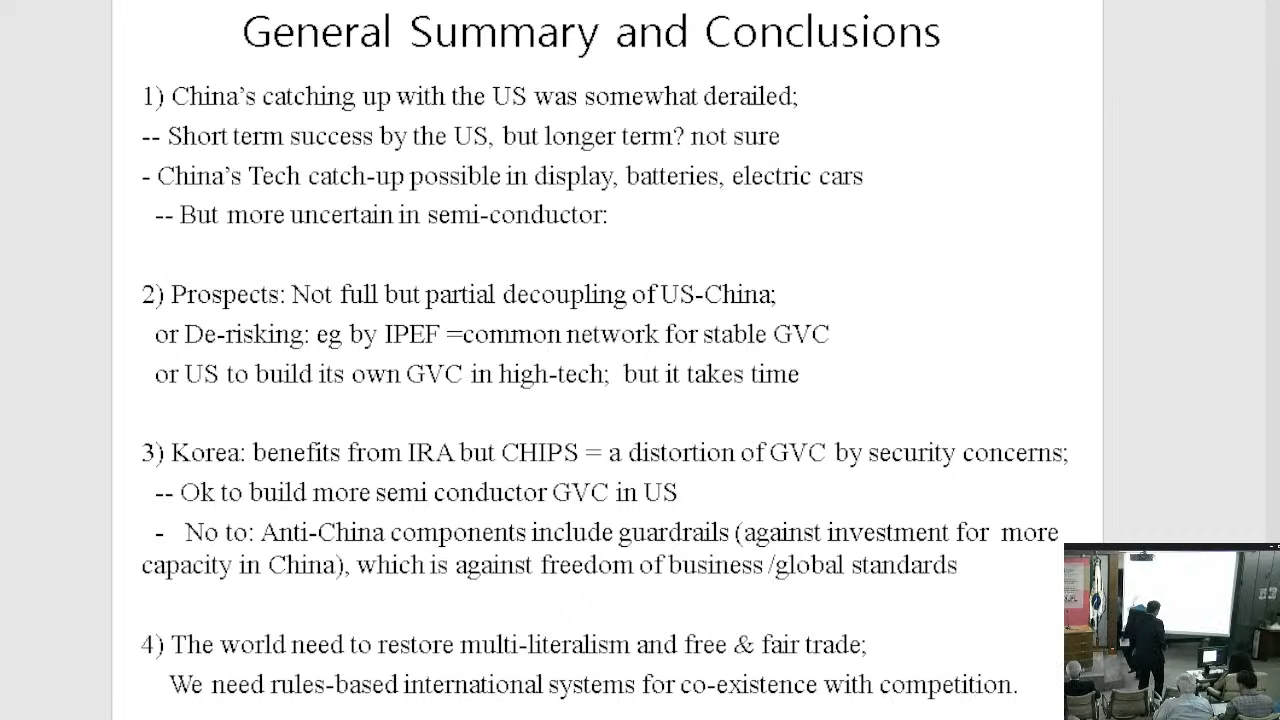 General Summary and Conclusions
1) China's catching up with the US was somewhat derailed;
-- Short term success by the US, but longer term? not sure
- China's Tech catch-up possible in display, batteries, electric cars
-- But more uncertain in semi-conductor:
2) Prospects: Not full but partial decoupling of US-China;
or De-risking: eg by IPEF =common network for stable GVC
or US to build its own GVC in high-tech; but it takes time
3) Korea: benefits from IRA but CHIPS = a distortion of GVC by security concerns;
-- Ok to build more semi conductor GVC in US
- No to: Anti-China components include guardrails (against investment for more
capacity in China), which is against freedom of business /global standards
4) The world need to restore multi-literalism and free & fair trade;
We need rules-based international systems for co-existence with competition.